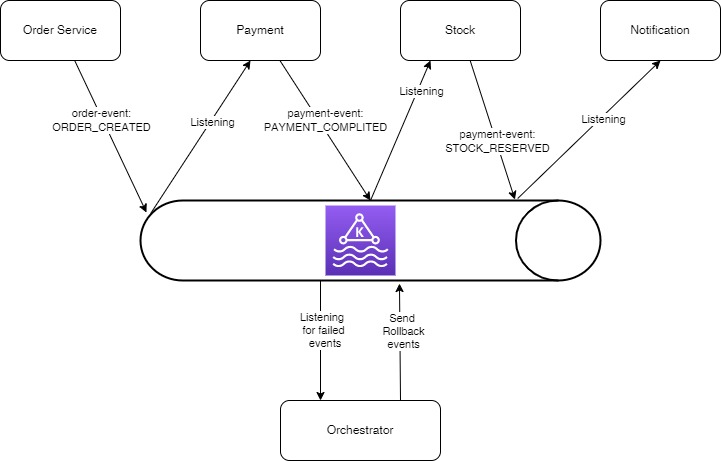 Order Service
Payment
Stock
Notification
order-event:
ORDER_CREATED
Listening
payment-event:
PAYMENT_COMPLITED
Listening
payment-event:
STOCK_RESERVED
Listening
K
Listening
for failed
events
Send
Rollback
events
Orchestrator